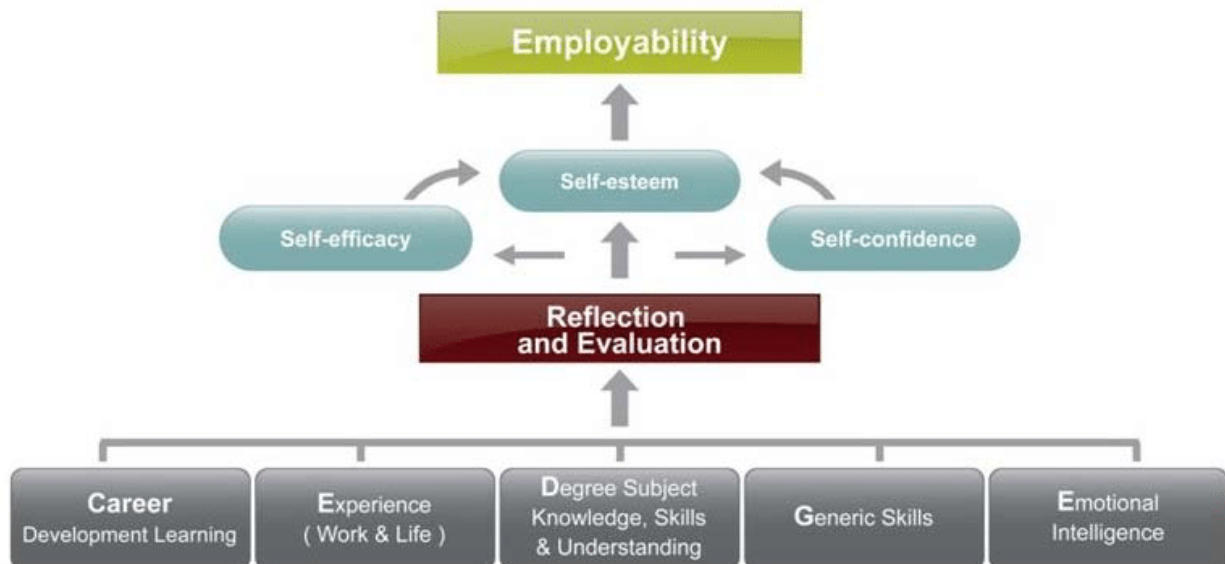 Employability
Self-esteem
Self-efficacy
Self-confidence
Reflection
and Evaluation
Career
Development Learning
Experience
( Work & Life )
Degree Subject
Knowledge, Skills
& Understanding
Generic Skills
Emotional
Intelligence